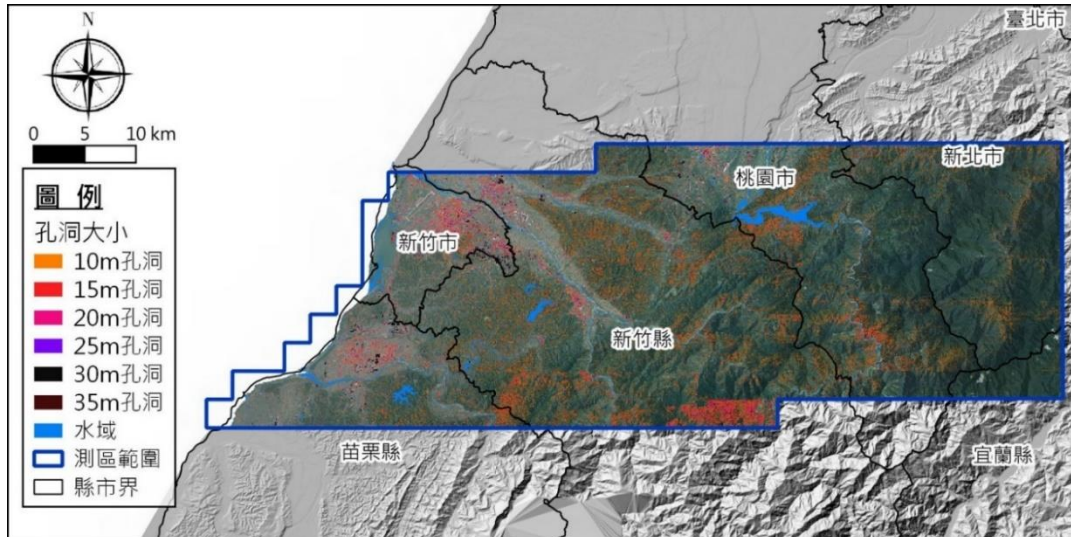 N
0 5 10 km
圖 例
孔洞大小
10m孔洞
15m孔洞
20m孔洞
25m孔洞
30m孔洞
35m孔洞
水域
測區範圍
縣市界
臺北市
新北市
桃園市
新竹市
新竹縣
苗栗縣
宜蘭縣